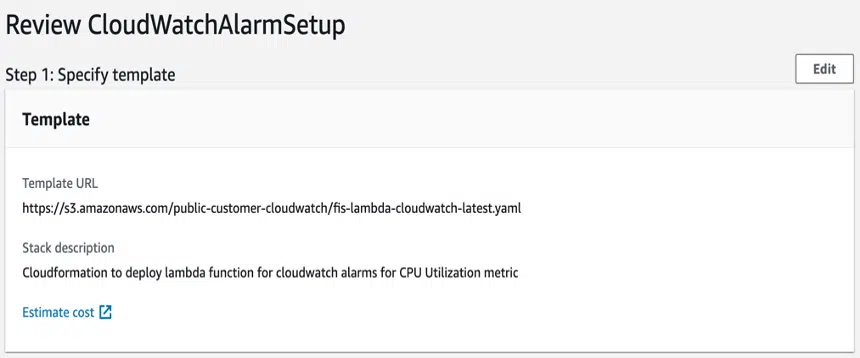 Review CloudWatchAlarmSetup
Step 1: Specify template
Edit
Template
Template URL
https://s3.amazonaws.com/public-customer-cloudwatch/fis-lambda-cloudwatch-latest.yaml
Stack description
Cloudformation to deploy lambda function for cloudwatch alarms for CPU Utilization metric
Estimate cost